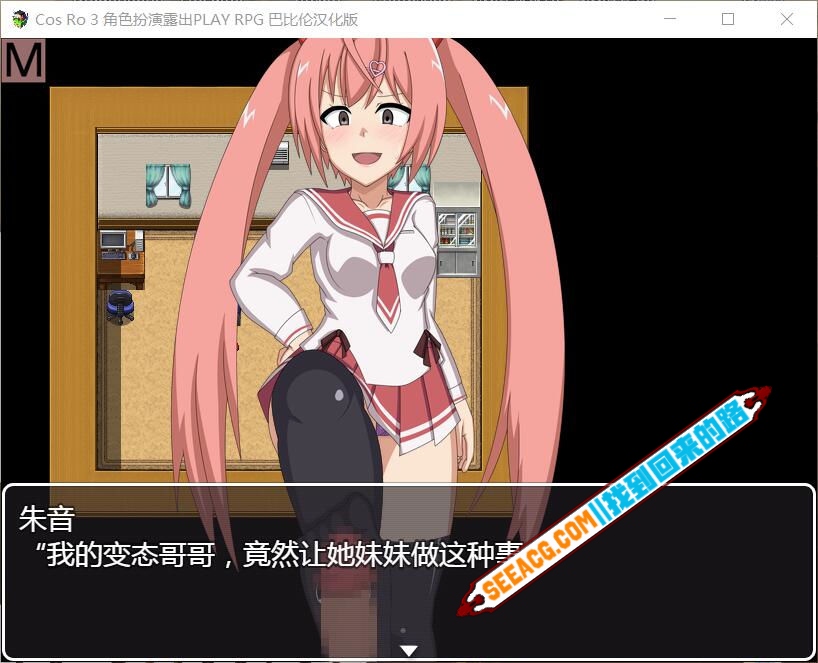 Cos Ro 3 角色扮演露出PLAY RPG 巴比伦汉化版
M
朱音
“我的变态哥哥，竟然让她妹妹做这种事
SEEACG.COM||找到回来的路